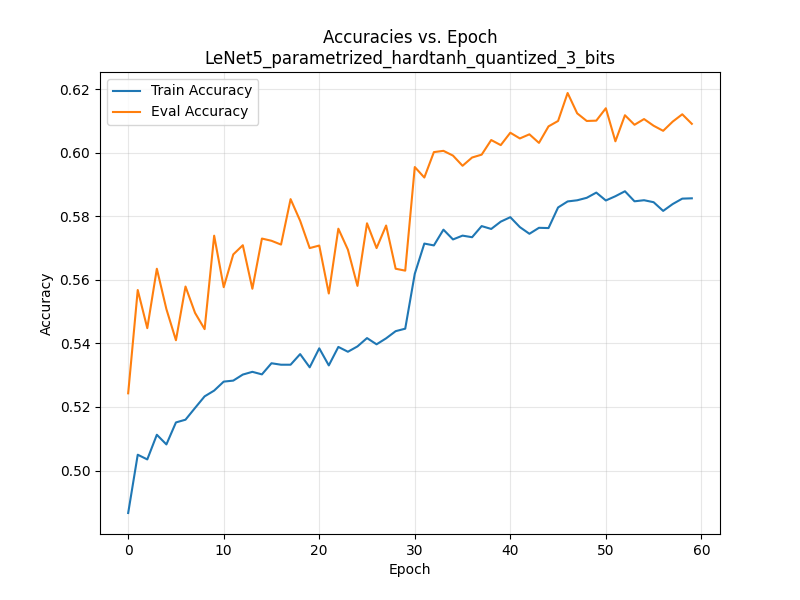 Accuracies vs. Epoch
LeNet5_parametrized_hardtanh_quantized_3_bits
Train Accuracy
Eval Accuracy
Accuracy
0.62
0.60
0.58
0.56
0.54
0.52
0.50
0
10
20
30
40
50
60
Epoch